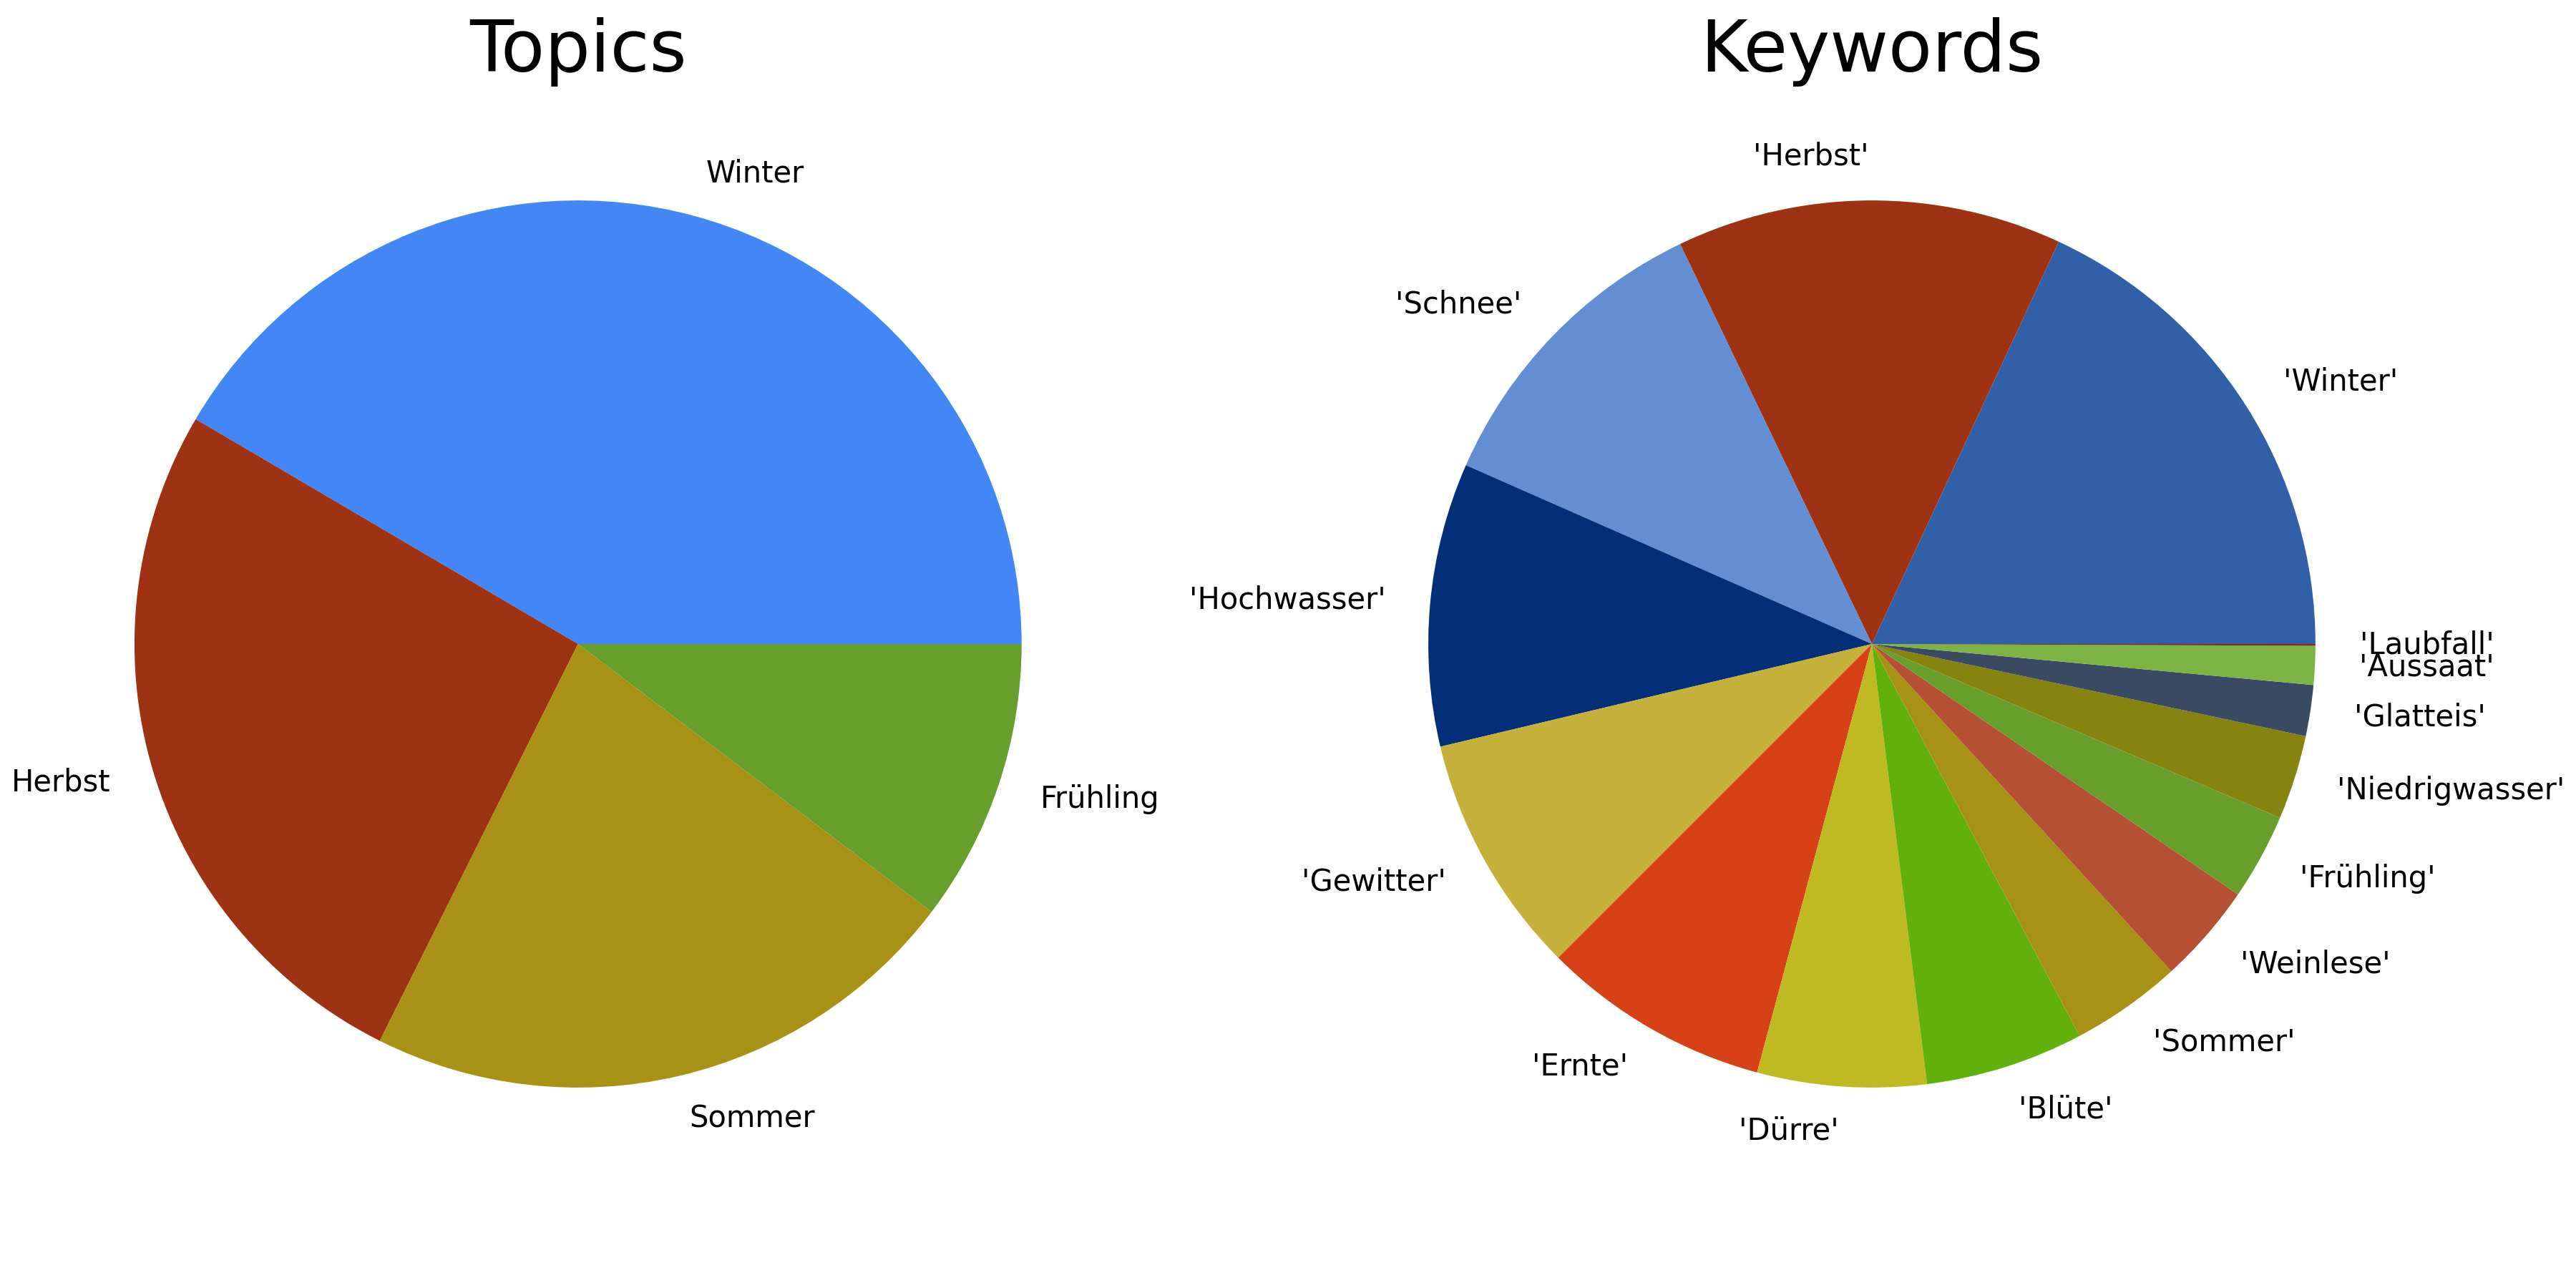 Topics
Winter
Herbst
Sommer
Frühling
Keywords
'Winter'
'Herbst'
'Schnee'
'Hochwasser'
'Gewitter'
'Ernte'
'Dürre'
'Blüte'
'Sommer'
'Weinlese'
'Frühling'
'Niedrigwasser'
'Glatteis'
'Aussaat'
'Laubfall'